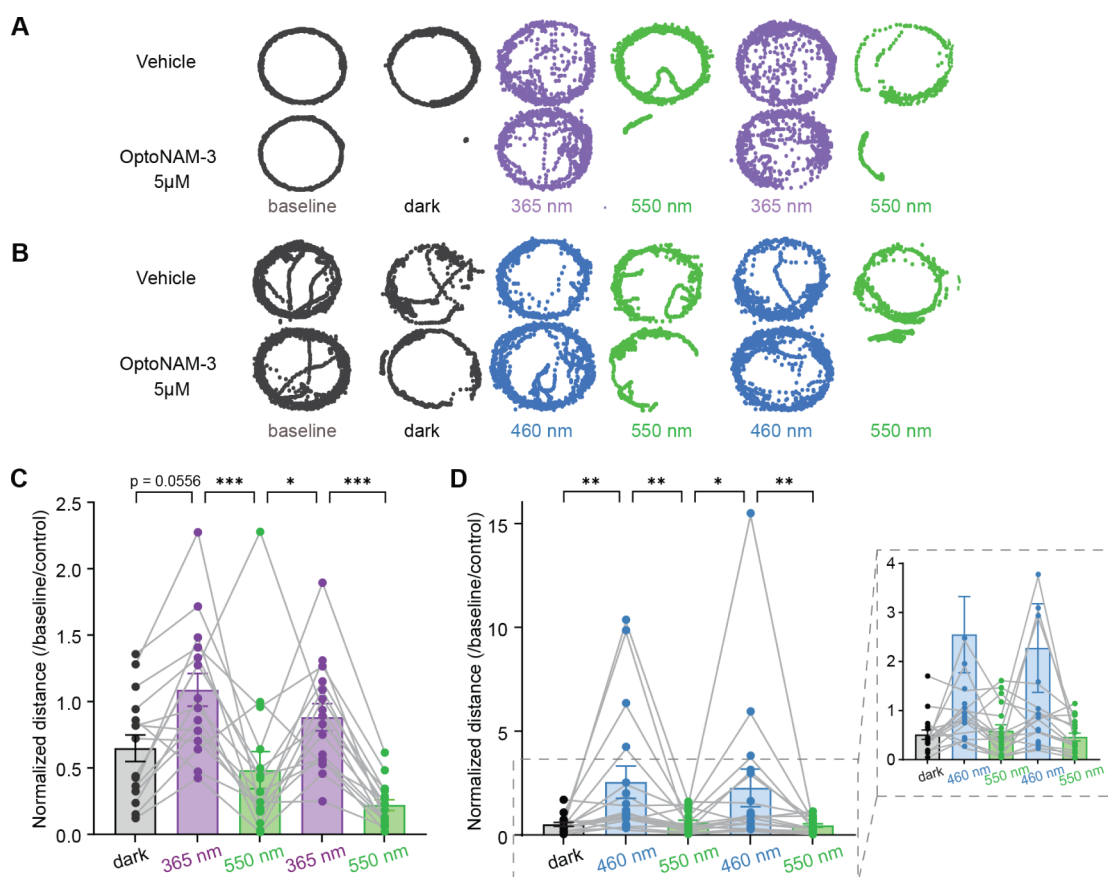 A
Vehicle
OptoNAM-3
5µM
baseline dark 365 nm 550 nm 365 nm 550 nm
B
Vehicle
OptoNAM-3
5µM
baseline dark 460 nm 550 nm 460 nm 550 nm
C
p = 0.0556 *** * ***
Normalized distance (/baseline/control)
2.5
2.0
1.5
1.0
0.5
0.0
dark 365 nm 550 nm 365 nm 550 nm
D
** ** * **
Normalized distance (/baseline/control)
15
10
5
0
dark 460 nm 550 nm 460 nm 550 nm
4
3
2
1
0
dark 460 nm 550 nm 460 nm 550 nm